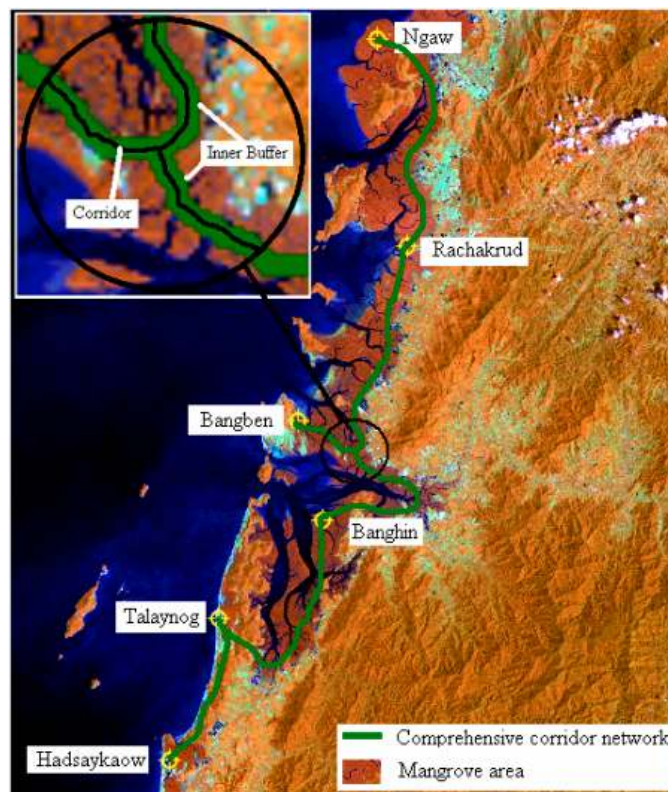 Ngaw
Inner Buffer
Corridor
Rachakrud
Bangben
Banghin
Talaynog
Hadsaykaow
Comprehensive corridor network
Mangrove area